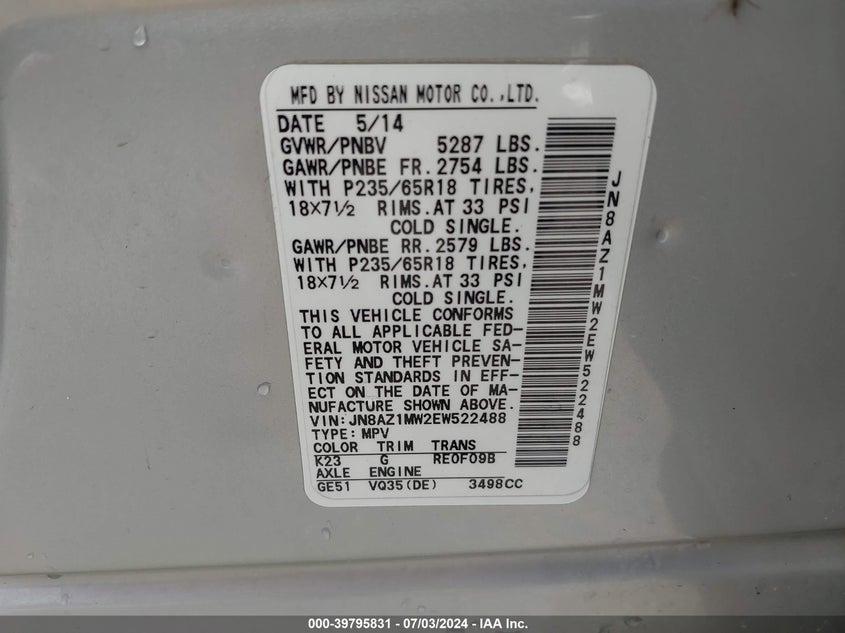 MFD BY NISSAN MOTOR CO.,LTD.
DATE 5/14
GVWR/PNBV 5287 LBS.
GAWR/PNBE FR.2754 LBS.
WITH P235/65R18 TIRES,
18×7½ RIMS.AT 33 PSI
COLD SINGLE.
GAWR/PNBE RR.2579 LBS.
WITH P235/65R18 TIRES,
18×7½ RIMS.AT 33 PSI
COLD SINGLE.
THIS VEHICLE CONFORMS
TO ALL APPLICABLE FED-
ERAL MOTOR VEHICLE SA-
FETY AND THEFT PREVEN-
TION STANDARDS IN EFF-
ECT ON THE DATE OF MA-
NUFACTURE SHOWN ABOVE.
VIN:JN8AZ1MW2EW522488
TYPE:MPV
COLOR TRIM TRANS
K23 G RE0F09B
AXLE ENGINE
GE51 VQ35(DE) 3498CC
JN8AZ1MW2EW522488
000-39795831 - 07/03/2024 - IAA Inc.